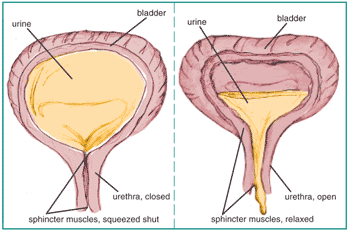 urine
bladder
urethra, closed
sphincter muscles, squeezed shut
bladder
urine
urethra, open
sphincter muscles, relaxed